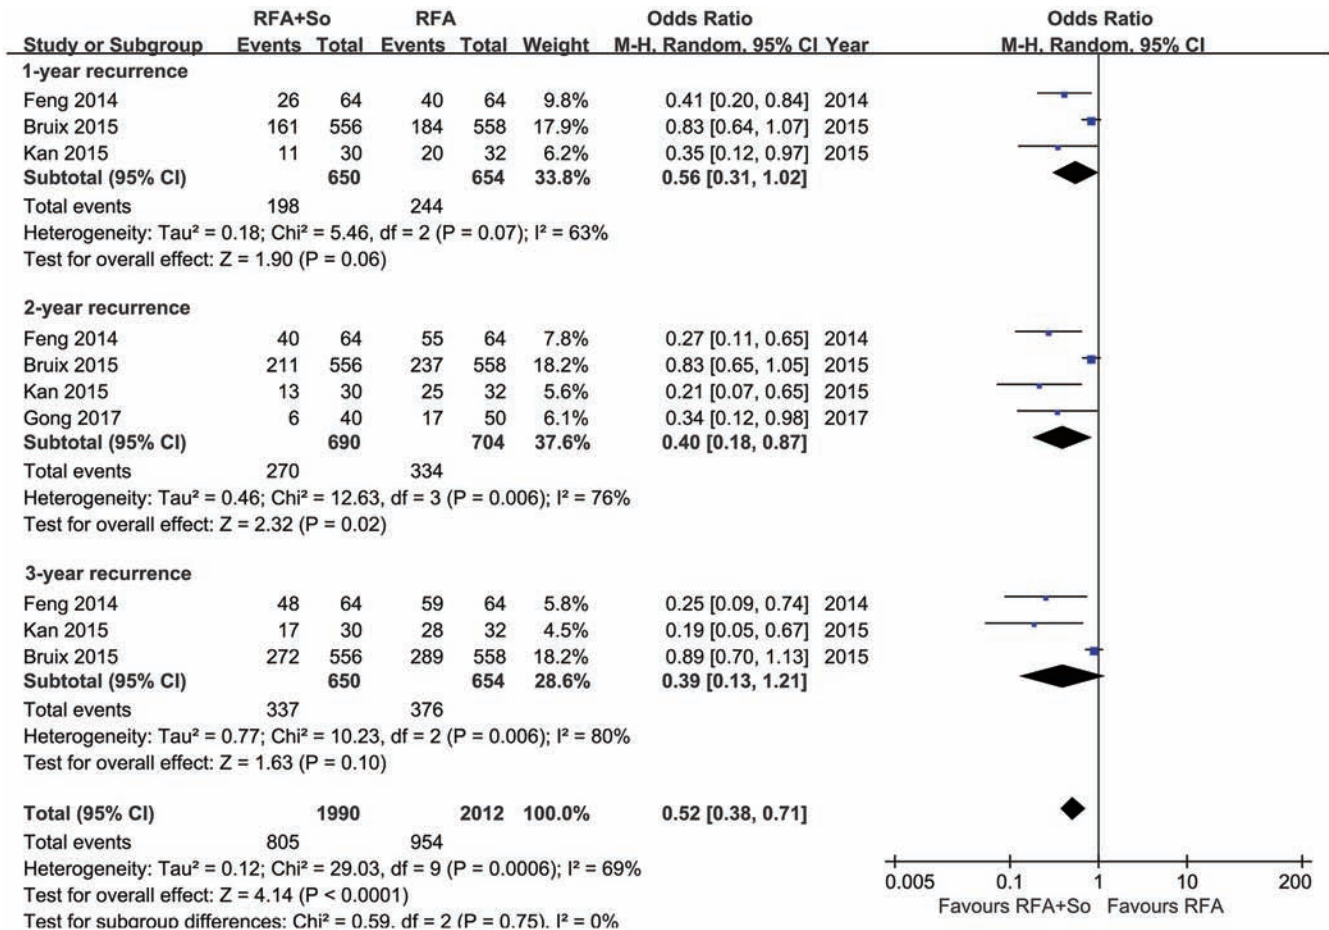 RFA+So RFA Odds Ratio Odds Ratio
Study or Subgroup Events Total Events Total Weight M-H. Random. 95% CI Year M-H. Random. 95% CI
1-year recurrence
Feng 2014 26 64 40 64 9.8% 0.41 [0.20, 0.84] 2014
Bruix 2015 161 556 184 558 17.9% 0.83 [0.64, 1.07] 2015
Kan 2015 11 30 20 32 6.2% 0.35 [0.12, 0.97] 2015
Subtotal (95% CI) 650 654 33.8% 0.56 [0.31, 1.02]
Total events 198 244
Heterogeneity: Tau² = 0.18; Chi² = 5.46, df = 2 (P = 0.07); I² = 63%
Test for overall effect: Z = 1.90 (P = 0.06)
2-year recurrence
Feng 2014 40 64 55 64 7.8% 0.27 [0.11, 0.65] 2014
Bruix 2015 211 556 237 558 18.2% 0.83 [0.65, 1.05] 2015
Kan 2015 13 30 25 32 5.6% 0.21 [0.07, 0.65] 2015
Gong 2017 6 40 17 50 6.1% 0.34 [0.12, 0.98] 2017
Subtotal (95% CI) 690 704 37.6% 0.40 [0.18, 0.87]
Total events 270 334
Heterogeneity: Tau² = 0.46; Chi² = 12.63, df = 3 (P = 0.006); I² = 76%
Test for overall effect: Z = 2.32 (P = 0.02)
3-year recurrence
Feng 2014 48 64 59 64 5.8% 0.25 [0.09, 0.74] 2014
Kan 2015 17 30 28 32 4.5% 0.19 [0.05, 0.67] 2015
Bruix 2015 272 556 289 558 18.2% 0.89 [0.70, 1.13] 2015
Subtotal (95% CI) 650 654 28.6% 0.39 [0.13, 1.21]
Total events 337 376
Heterogeneity: Tau² = 0.77; Chi² = 10.23, df = 2 (P = 0.006); I² = 80%
Test for overall effect: Z = 1.63 (P = 0.10)
Total (95% CI) 1990 2012 100.0% 0.52 [0.38, 0.71]
Total events 805 954
Heterogeneity: Tau² = 0.12; Chi² = 29.03, df = 9 (P = 0.0006); I² = 69%
Test for overall effect: Z = 4.14 (P < 0.0001)
Test for subgroup differences: Chi² = 0.59, df = 2 (P = 0.75), I² = 0%
0.005 0.1 1 10 200
Favours RFA+So Favours RFA